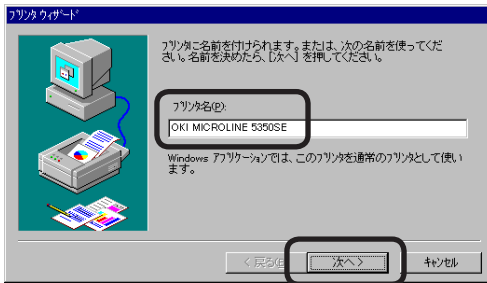 プリンタ ウィザード
プリンタに名前を付けられます。または、次の名前を使ってくだ
さい。名前を決めたら、[次へ] を押してください。
プリンタ名(P):
OKI MICROLINE 5350SE
Windows アプリケーションでは、このプリンタを通常のプリンタとして使い
ます。
< 戻る(B
次へ >
キャンセル